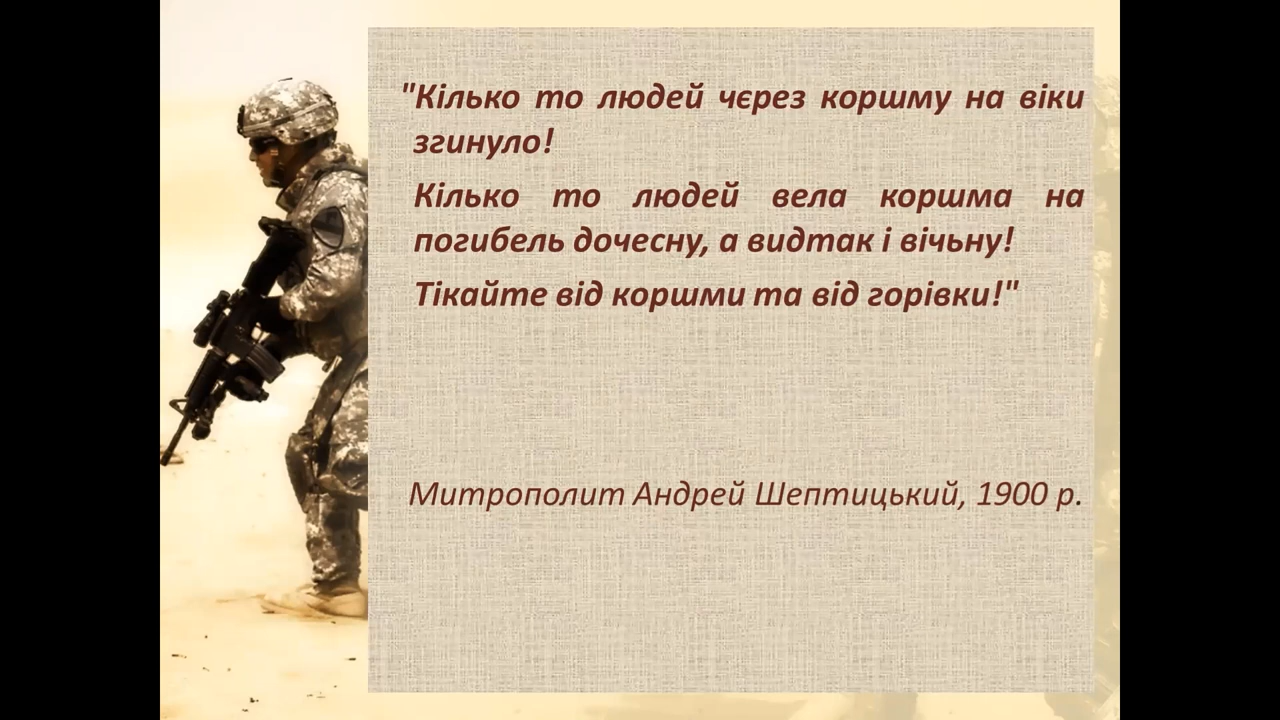 "Кілько то людей чєрез коршму на віки
згинуло!
Кілько то людей вела коршма на
погибель дочесну, а видтак і вічьну!
Тікайте від коршми та від горівки!"
Митрополит Андрей Шептицький, 1900 р.